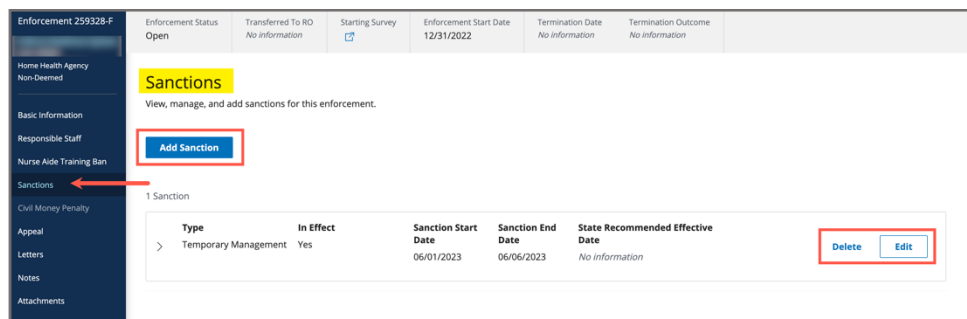 Enforcement 259328-F
Home Health Agency
Non-Deemed
Basic Information
Responsible Staff
Nurse Aide Training Ban
Sanctions
Civil Money Penalty
Appeal
Letters
Notes
Attachments
Enforcement Status Transferred To RO Starting Survey Enforcement Start Date Termination Date Termination Outcome
Open No information 12/31/2022 No information No information
Sanctions
View, manage, and add sanctions for this enforcement.
Add Sanction
1 Sanction
Type In Effect Sanction Start Date Sanction End Date State Recommended Effective Date
Temporary Management Yes 06/01/2023 06/06/2023 No information
Delete Edit